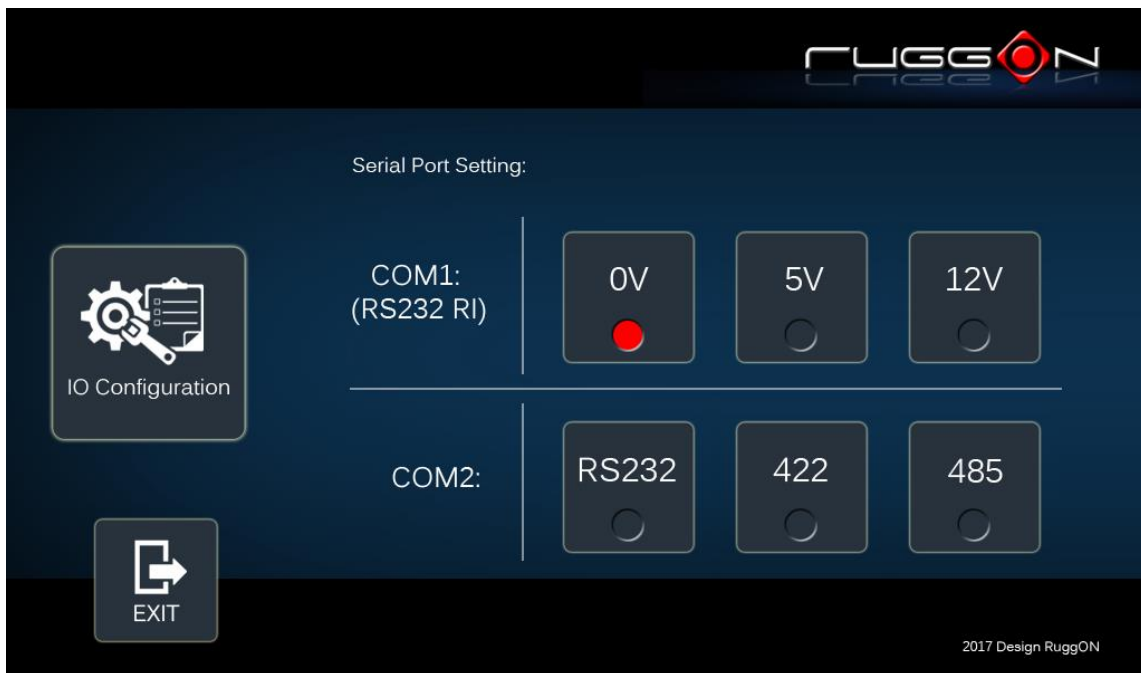 ruggON
Serial Port Setting:
COM1:
(RS232 RI)
0V
5V
12V
IO Configuration
COM2:
RS232
422
485
EXIT
2017 Design RuggON